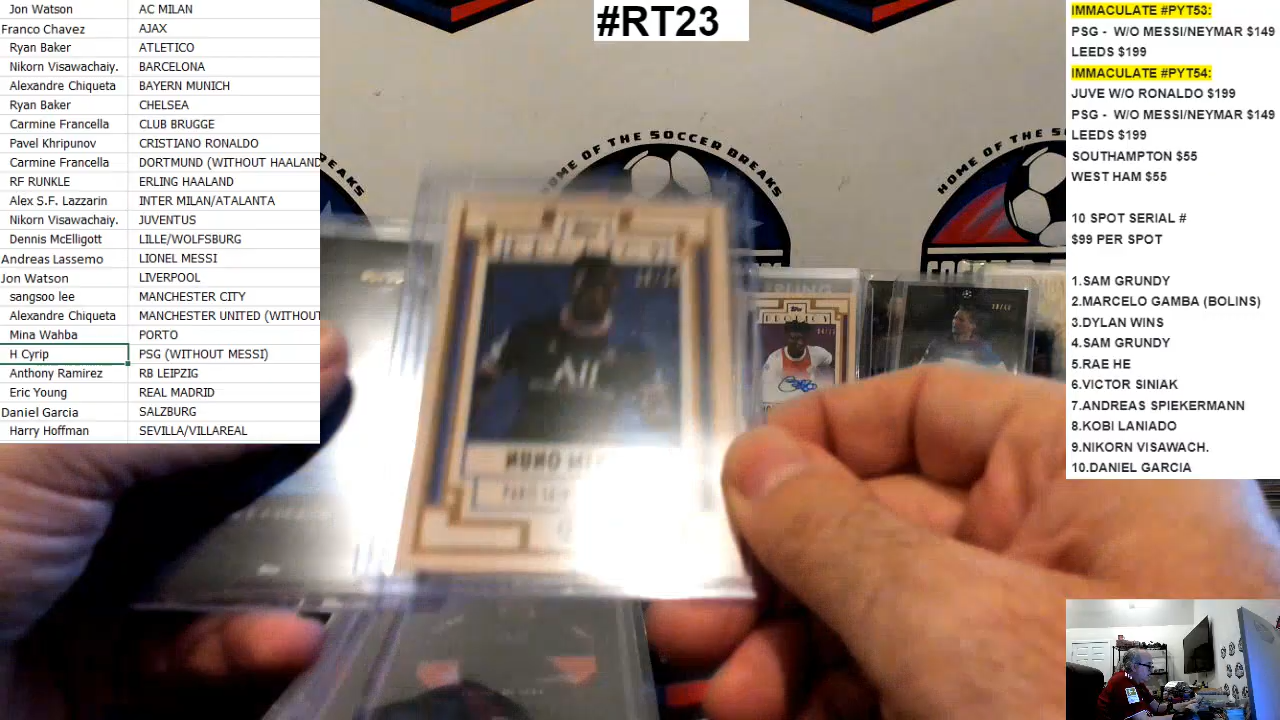 #RT23
Jon Watson AC MILAN
Franco Chavez AJAX
Ryan Baker ATLETICO
Nikorn Visawachaiy. BARCELONA
Alexandre Chiqueta BAYERN MUNICH
Ryan Baker CHELSEA
Carmine Francella CLUB BRUGGE
Pavel Khripunov CRISTIANO RONALDO
Carmine Francella DORTMUND (WITHOUT HAALAND
RF RUNKLE ERLING HAALAND
Alex S.F. Lazzarin INTER MILAN/ATALANTA
Nikorn Visawachaiy. JUVENTUS
Dennis McElligott LILLE/WOLFSBURG
Andreas Lassemo LIONEL MESSI
Jon Watson LIVERPOOL
sangsoo lee MANCHESTER CITY
Alexandre Chiqueta MANCHESTER UNITED (WITHOUT
Mina Wahba PORTO
H Cyrip PSG (WITHOUT MESSI)
Anthony Ramirez RB LEIPZIG
Eric Young REAL MADRID
Daniel Garcia SALZBURG
Harry Hoffman SEVILLA/VILLAREAL
HOME OF THE SOCCER BREAKS
HOME OF THE S
NUNO
IMMACULATE #PYT53:
PSG - W/O MESSI/NEYMAR $149
LEEDS $199
IMMACULATE #PYT54:
JUVE W/O RONALDO $199
PSG - W/O MESSI/NEYMAR $149
LEEDS $199
SOUTHAMPTON $55
WEST HAM $55
10 SPOT SERIAL #
$99 PER SPOT
1.SAM GRUNDY
2.MARCELO GAMBA (BOLINS)
3.DYLAN WINS
4.SAM GRUNDY
5.RAE HE
6.VICTOR SINIAK
7.ANDREAS SPIEKERMANN
8.KOBI LANIADO
9.NIKORN VISAWACH.
10.DANIEL GARCIA